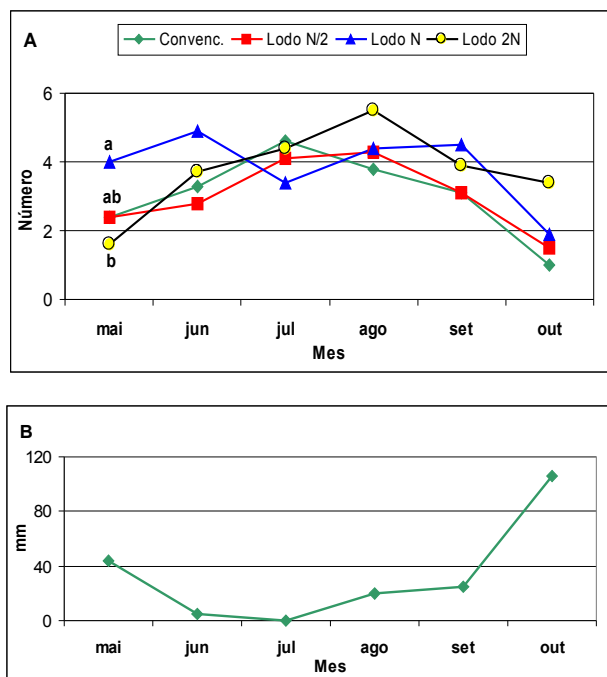 A
Convenc. Lodo N/2 Lodo N Lodo 2N
6
4
2
0
Número
a
ab
b
mai jun jul ago set out
Mes
B
120
80
40
0
mm
mai jun jul ago set out
Mes